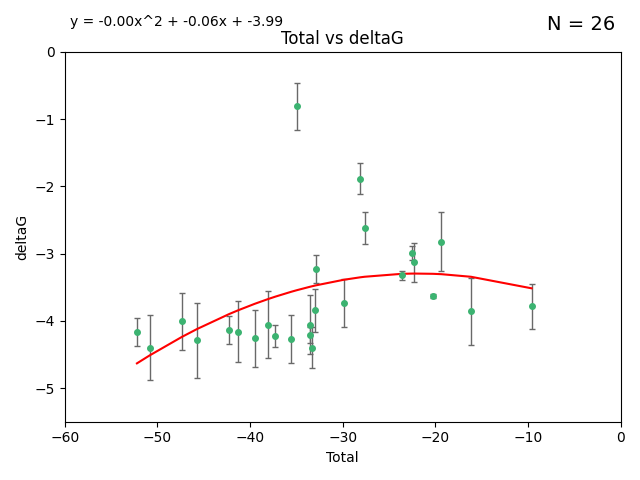 y = -0.00x^2 + -0.06x + -3.99
N = 26
Total vs deltaG
0
−1
−2
−3
−4
−5
deltaG
−60
−50
−40
−30
−20
−10
0
Total